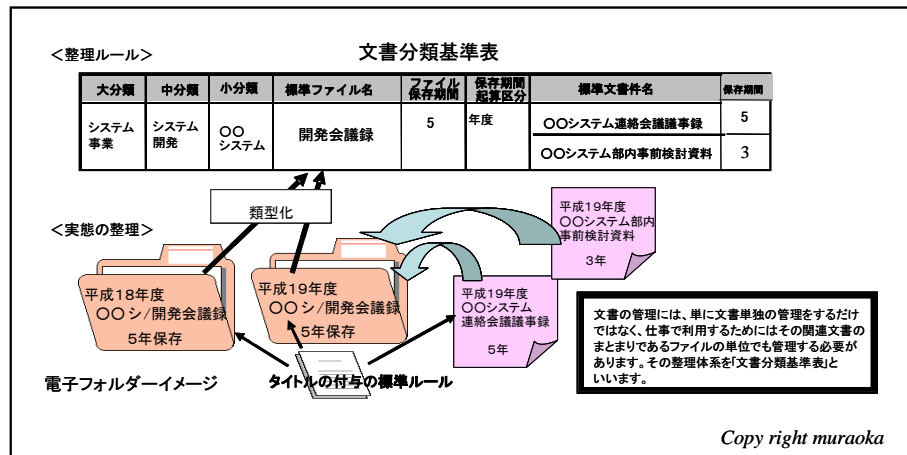 <整理ルール>
文書分類基準表
大分類 中分類 小分類 標準ファイル名 ファイル 保存期間 標準文書件名 保存期間
保存期間 起算区分
システム システム 〇〇 開発会議録 5 年度 〇〇システム連絡会議議事録 5
事業 開発 システム
〇〇システム部内事前検討資料 3
類型化
<実態の整理>
平成18年度
〇〇シ/開発会議録
5年保存
平成19年度
〇〇シ/開発会議録
5年保存
平成19年度
〇〇システム部内
事前検討資料
3年
平成19年度
〇〇システム
連絡会議議事録
5年
文書の管理には、単に文書単独の管理をするだけ
ではなく、仕事で利用するためにはその関連文書の
まとまりであるファイルの単位でも管理する必要が
あります。その整理体系を「文書分類基準表」と
いいます。
電子フォルダーイメージ
タイトルの付与の標準ルール
Copy right muraoka